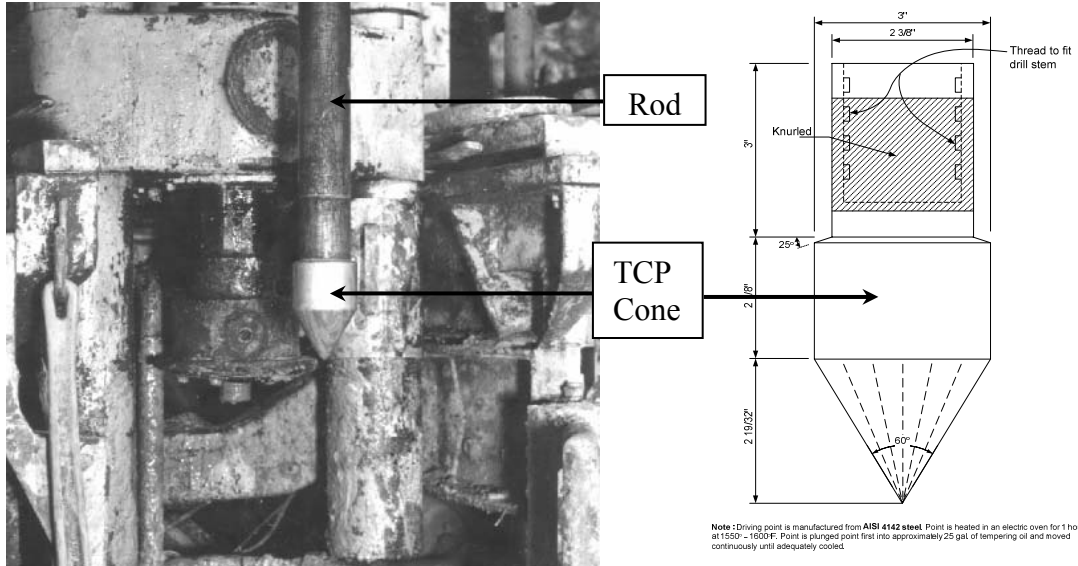 3"
2 3/8"
Thread to fit
drill stem
Rod
Knurled
3"
25°
TCP
Cone
2 19/32"
60°
Note : Driving point is manufactured from AISI 4142 steel. Point is heated in an electric oven for 1 ho
at 1550° – 1600°F. Point is plunged point first into approximately 25 gal. of tempering oil and moved
continuously until adequately cooled.